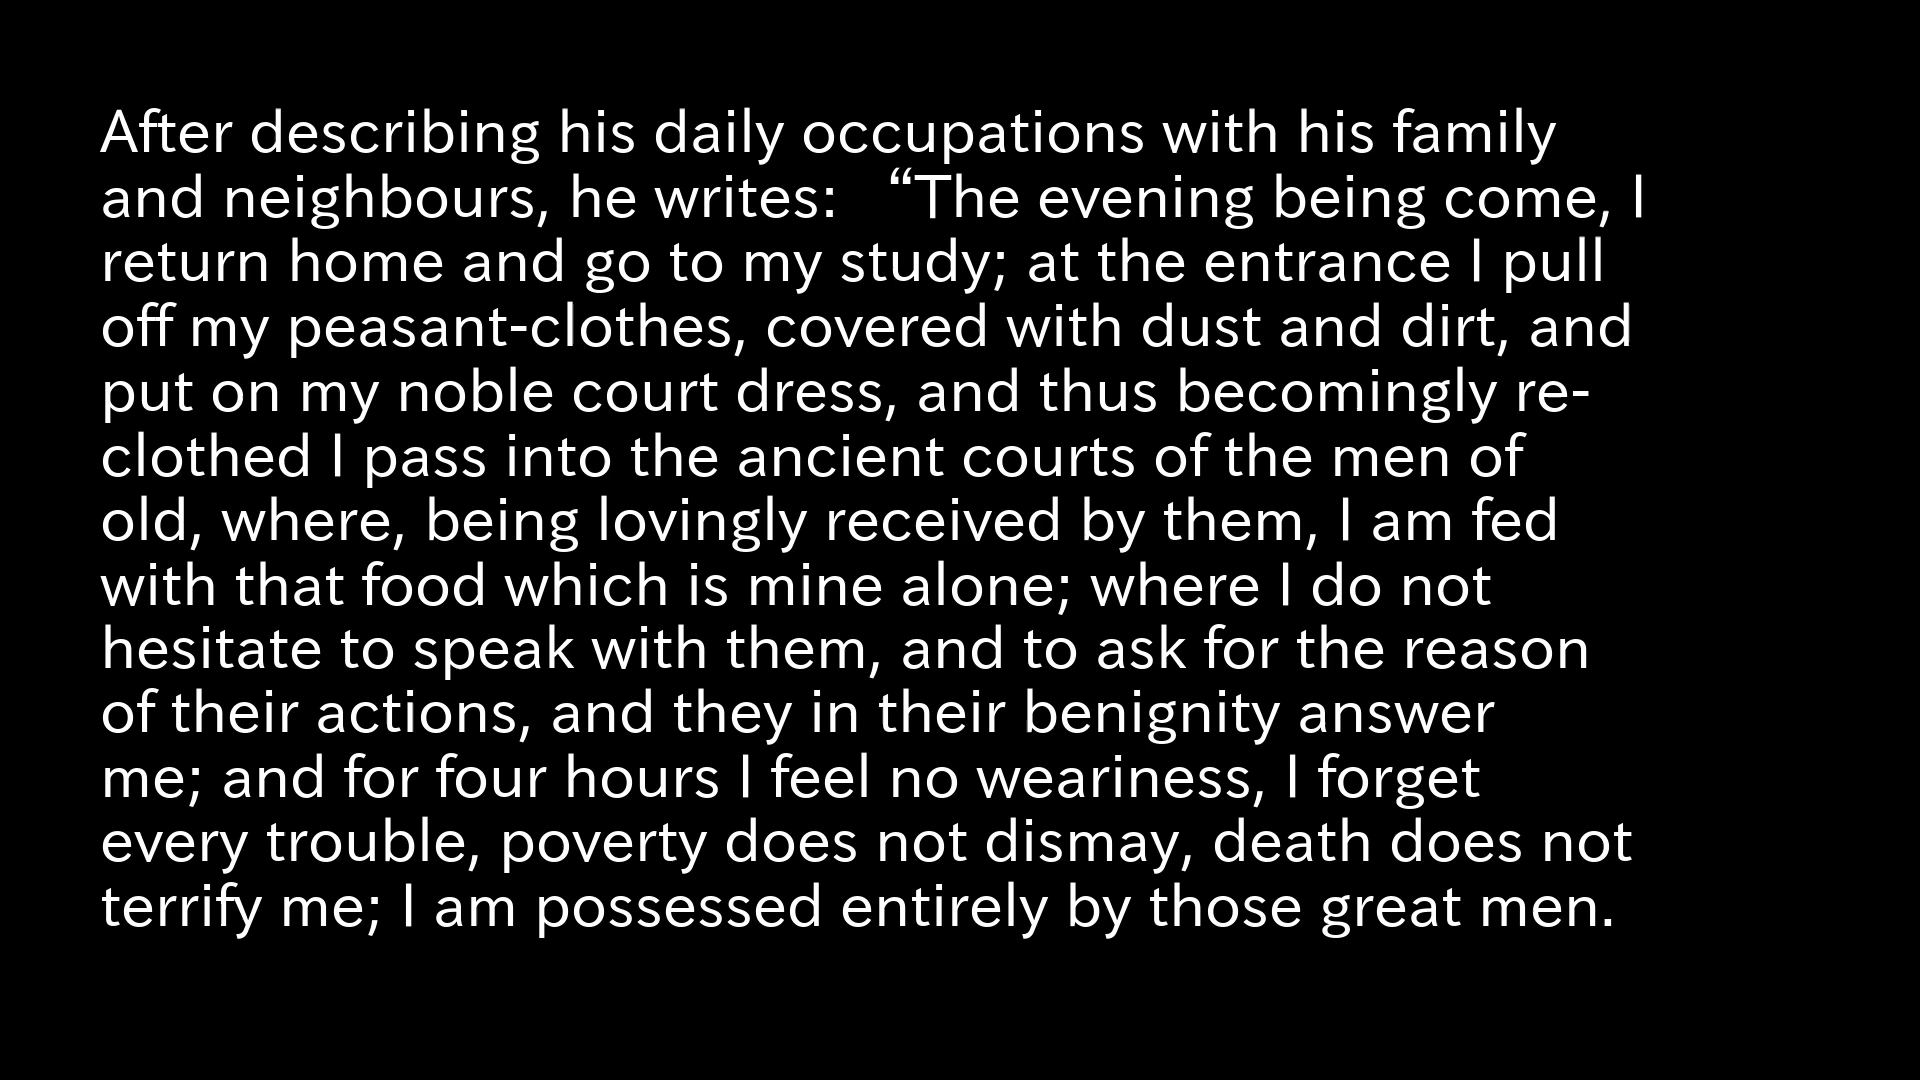 After describing his daily occupations with his family
and neighbours, he writes:   “The evening being come, I
return home and go to my study; at the entrance I pull
off my peasant-clothes, covered with dust and dirt, and
put on my noble court dress, and thus becomingly re-
clothed I pass into the ancient courts of the men of
old, where, being lovingly received by them, I am fed
with that food which is mine alone; where I do not
hesitate to speak with them, and to ask for the reason
of their actions, and they in their benignity answer
me; and for four hours I feel no weariness, I forget
every trouble, poverty does not dismay, death does not
terrify me; I am possessed entirely by those great men.